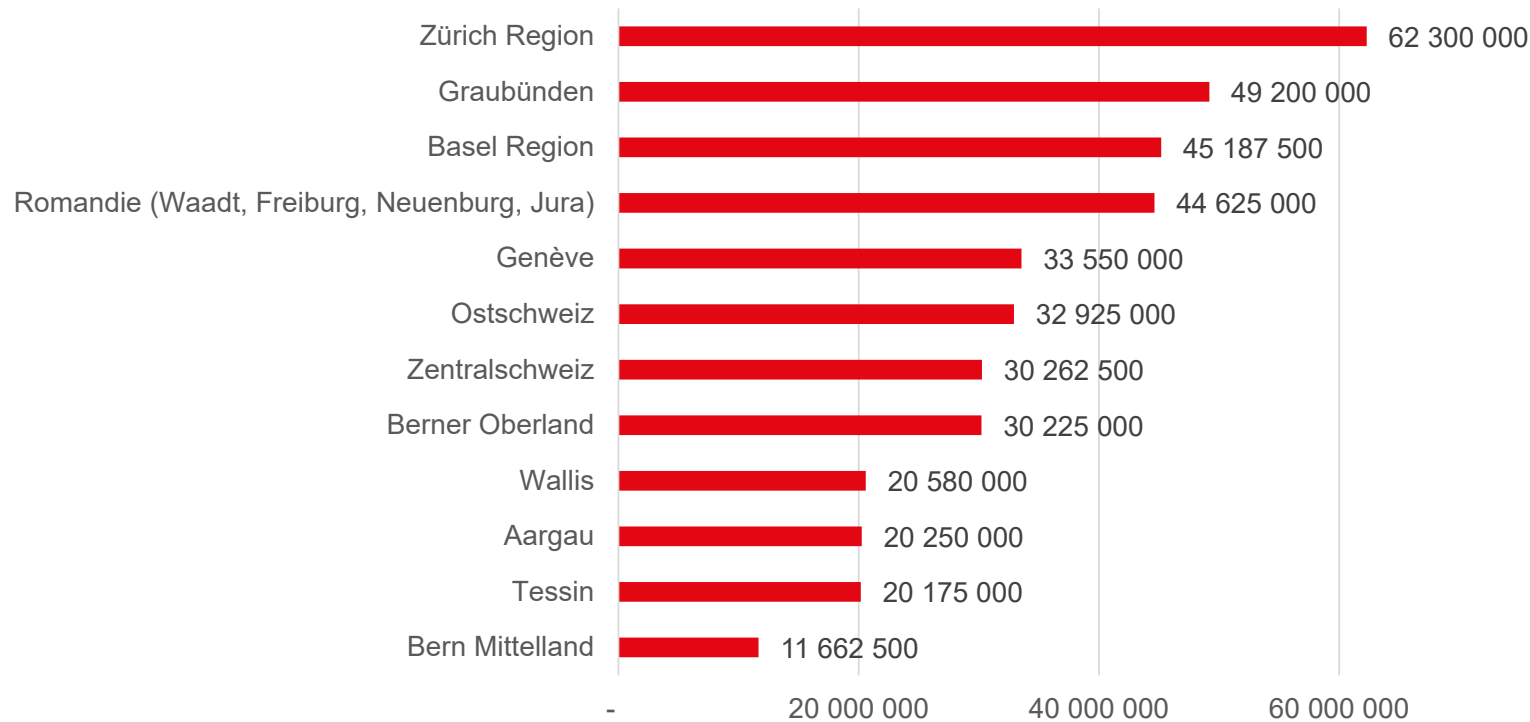 Zürich Region 62 300 000
Graubünden 49 200 000
Basel Region 45 187 500
Romandie (Waadt, Freiburg, Neuenburg, Jura) 44 625 000
Genève 33 550 000
Ostschweiz 32 925 000
Zentralschweiz 30 262 500
Berner Oberland 30 225 000
Wallis 20 580 000
Aargau 20 250 000
Tessin 20 175 000
Bern Mittelland 11 662 500
- 20 000 000 40 000 000 60 000 000